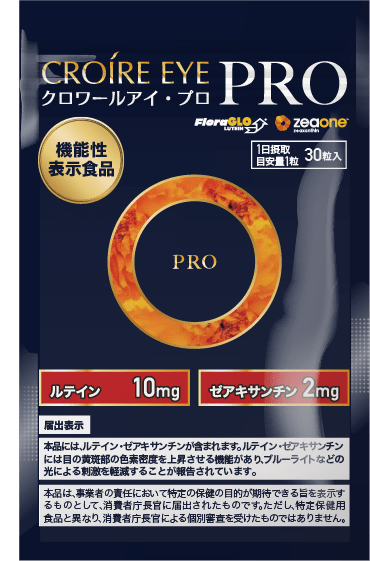 CROIRE EYE PRO
クロワールアイ・プロ
FloraGLO
LUTEIN
zeaone
zeaxanthin
機能性
表示食品
1日摂取
目安量1粒
30粒入
PRO
ルテイン 10mg
ゼアキサンチン 2mg
届出表示
本品には、ルテイン・ゼアキサンチンが含まれます。ルテイン・ゼアキサンチン
には目の黄斑部の色素密度を上昇させる機能があり、ブルーライトなどの
光による刺激を軽減することが報告されています。
本品は、事業者の責任において特定の保健の目的が期待できる旨を表示す
るものとして、消費者庁長官に届出されたものです。ただし、特定保健用
食品と異なり、消費者庁長官による個別審査を受けたものではありません。